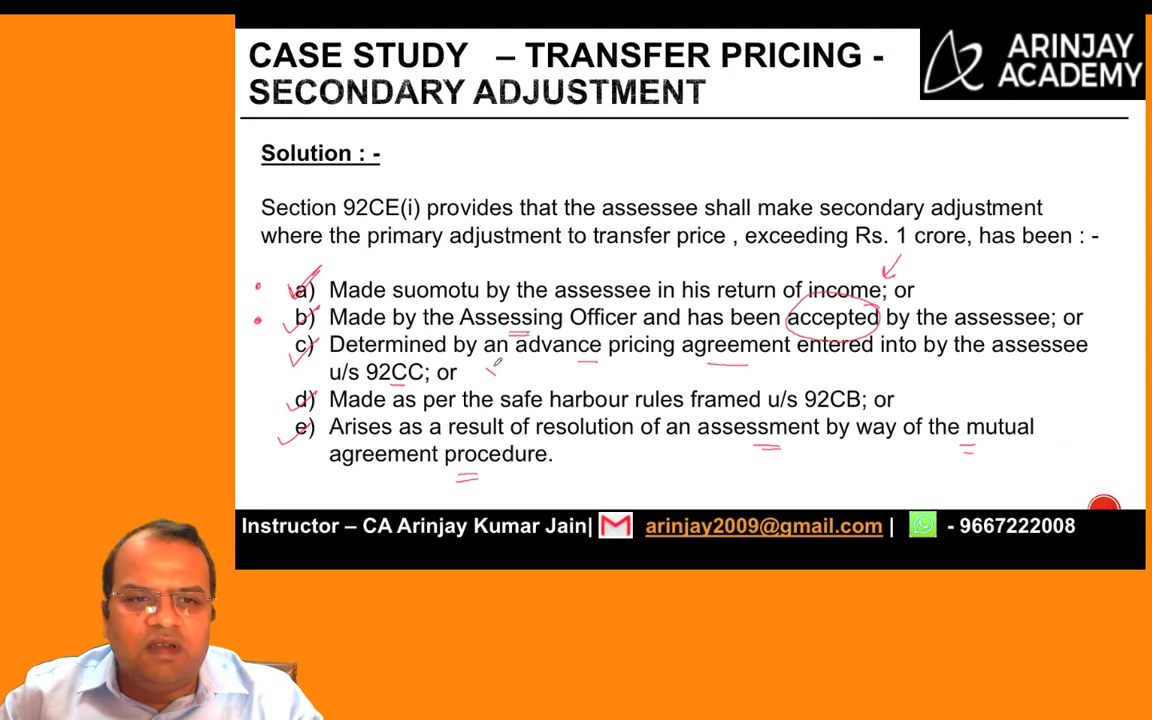 CASE STUDY – TRANSFER PRICING -
SECONDARY ADJUSTMENT
ARINJAY
ACADEMY
Solution : -
Section 92CE(i) provides that the assessee shall make secondary adjustment
where the primary adjustment to transfer price , exceeding Rs. 1 crore, has been : -
a) Made suomotu by the assessee in his return of income; or
b) Made by the Assessing Officer and has been accepted by the assessee; or
c) Determined by an advance pricing agreement entered into by the assessee
u/s 92CC; or
d) Made as per the safe harbour rules framed u/s 92CB; or
e) Arises as a result of resolution of an assessment by way of the mutual
agreement procedure.
Instructor – CA Arinjay Kumar Jain| arinjay2009@gmail.com | - 9667222008